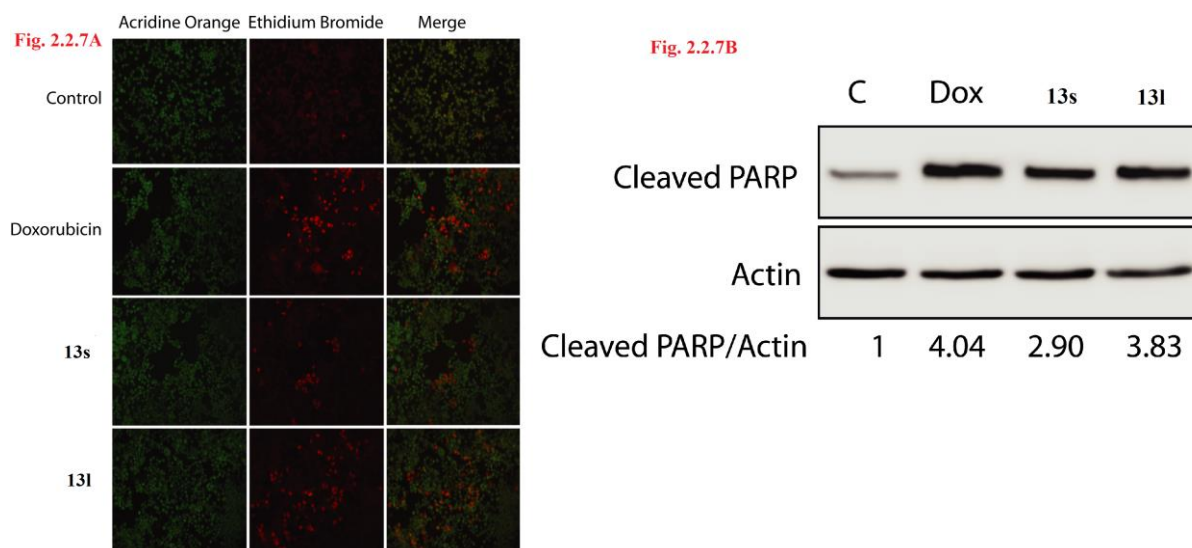 Acridine Orange Ethidium Bromide Merge
Fig. 2.2.7A
Control
Doxorubicin
13s
13l
Fig. 2.2.7B
C Dox 13s 13l
Cleaved PARP
Actin
Cleaved PARP/Actin 1 4.04 2.90 3.83